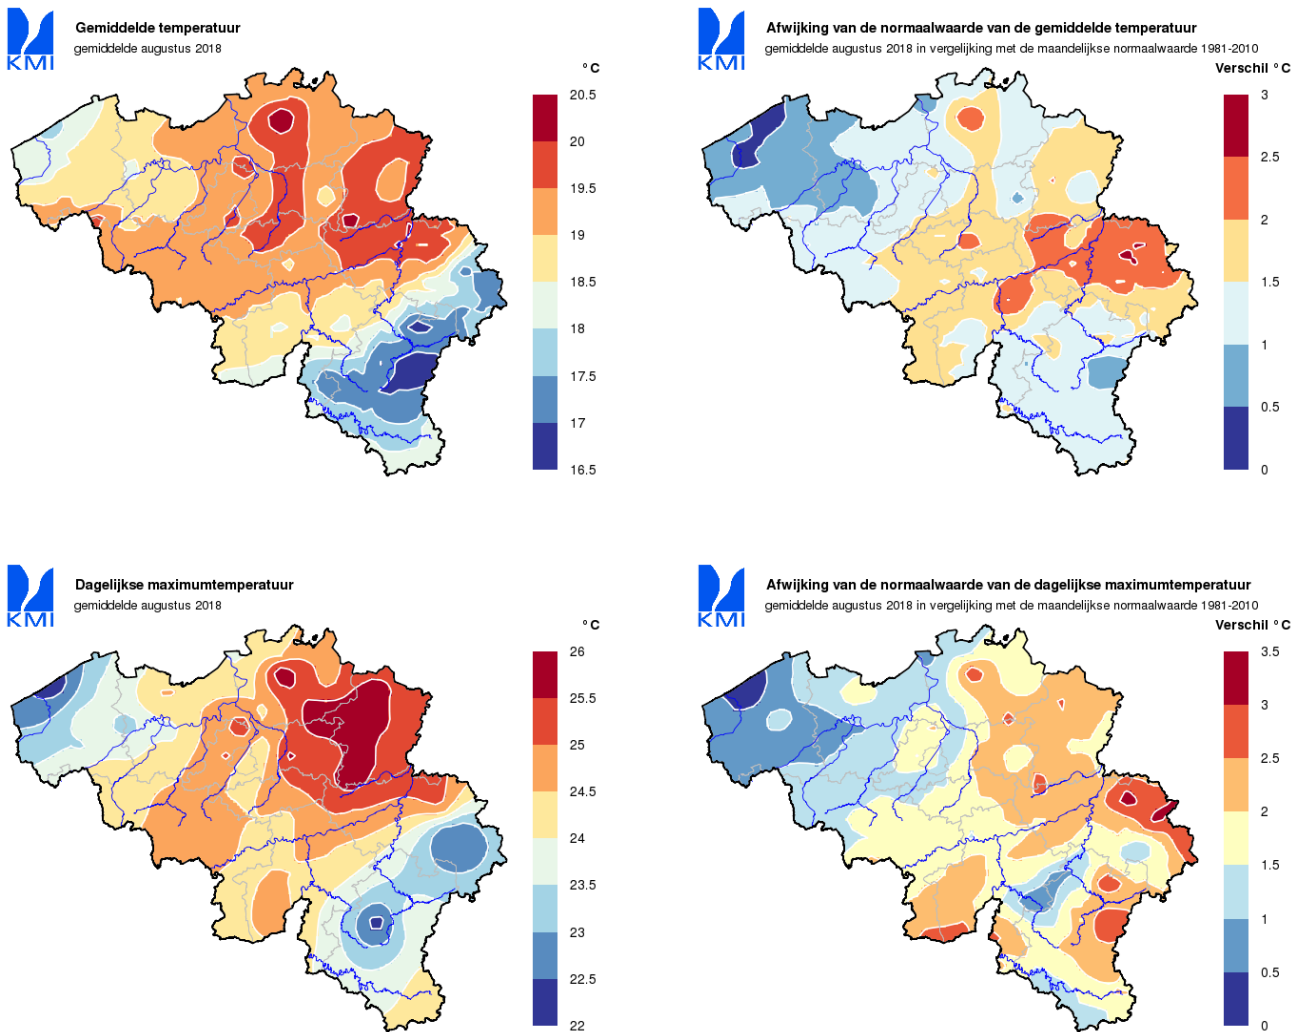 KMI
Gemiddelde temperatuur
gemiddelde augustus 2018
° C
20.5
20
19.5
19
18.5
18
17.5
17
16.5
KMI
Afwijking van de normaalwaarde van de gemiddelde temperatuur
gemiddelde augustus 2018 in vergelijking met de maandelijkse normaalwaarde 1981-2010
Verschil ° C
3
2.5
2
1.5
1
0.5
0
KMI
Dagelijkse maximumtemperatuur
gemiddelde augustus 2018
° C
26
25.5
25
24.5
24
23.5
23
22.5
22
KMI
Afwijking van de normaalwaarde van de dagelijkse maximumtemperatuur
gemiddelde augustus 2018 in vergelijking met de maandelijkse normaalwaarde 1981-2010
Verschil ° C
3.5
3
2.5
2
1.5
1
0.5
0